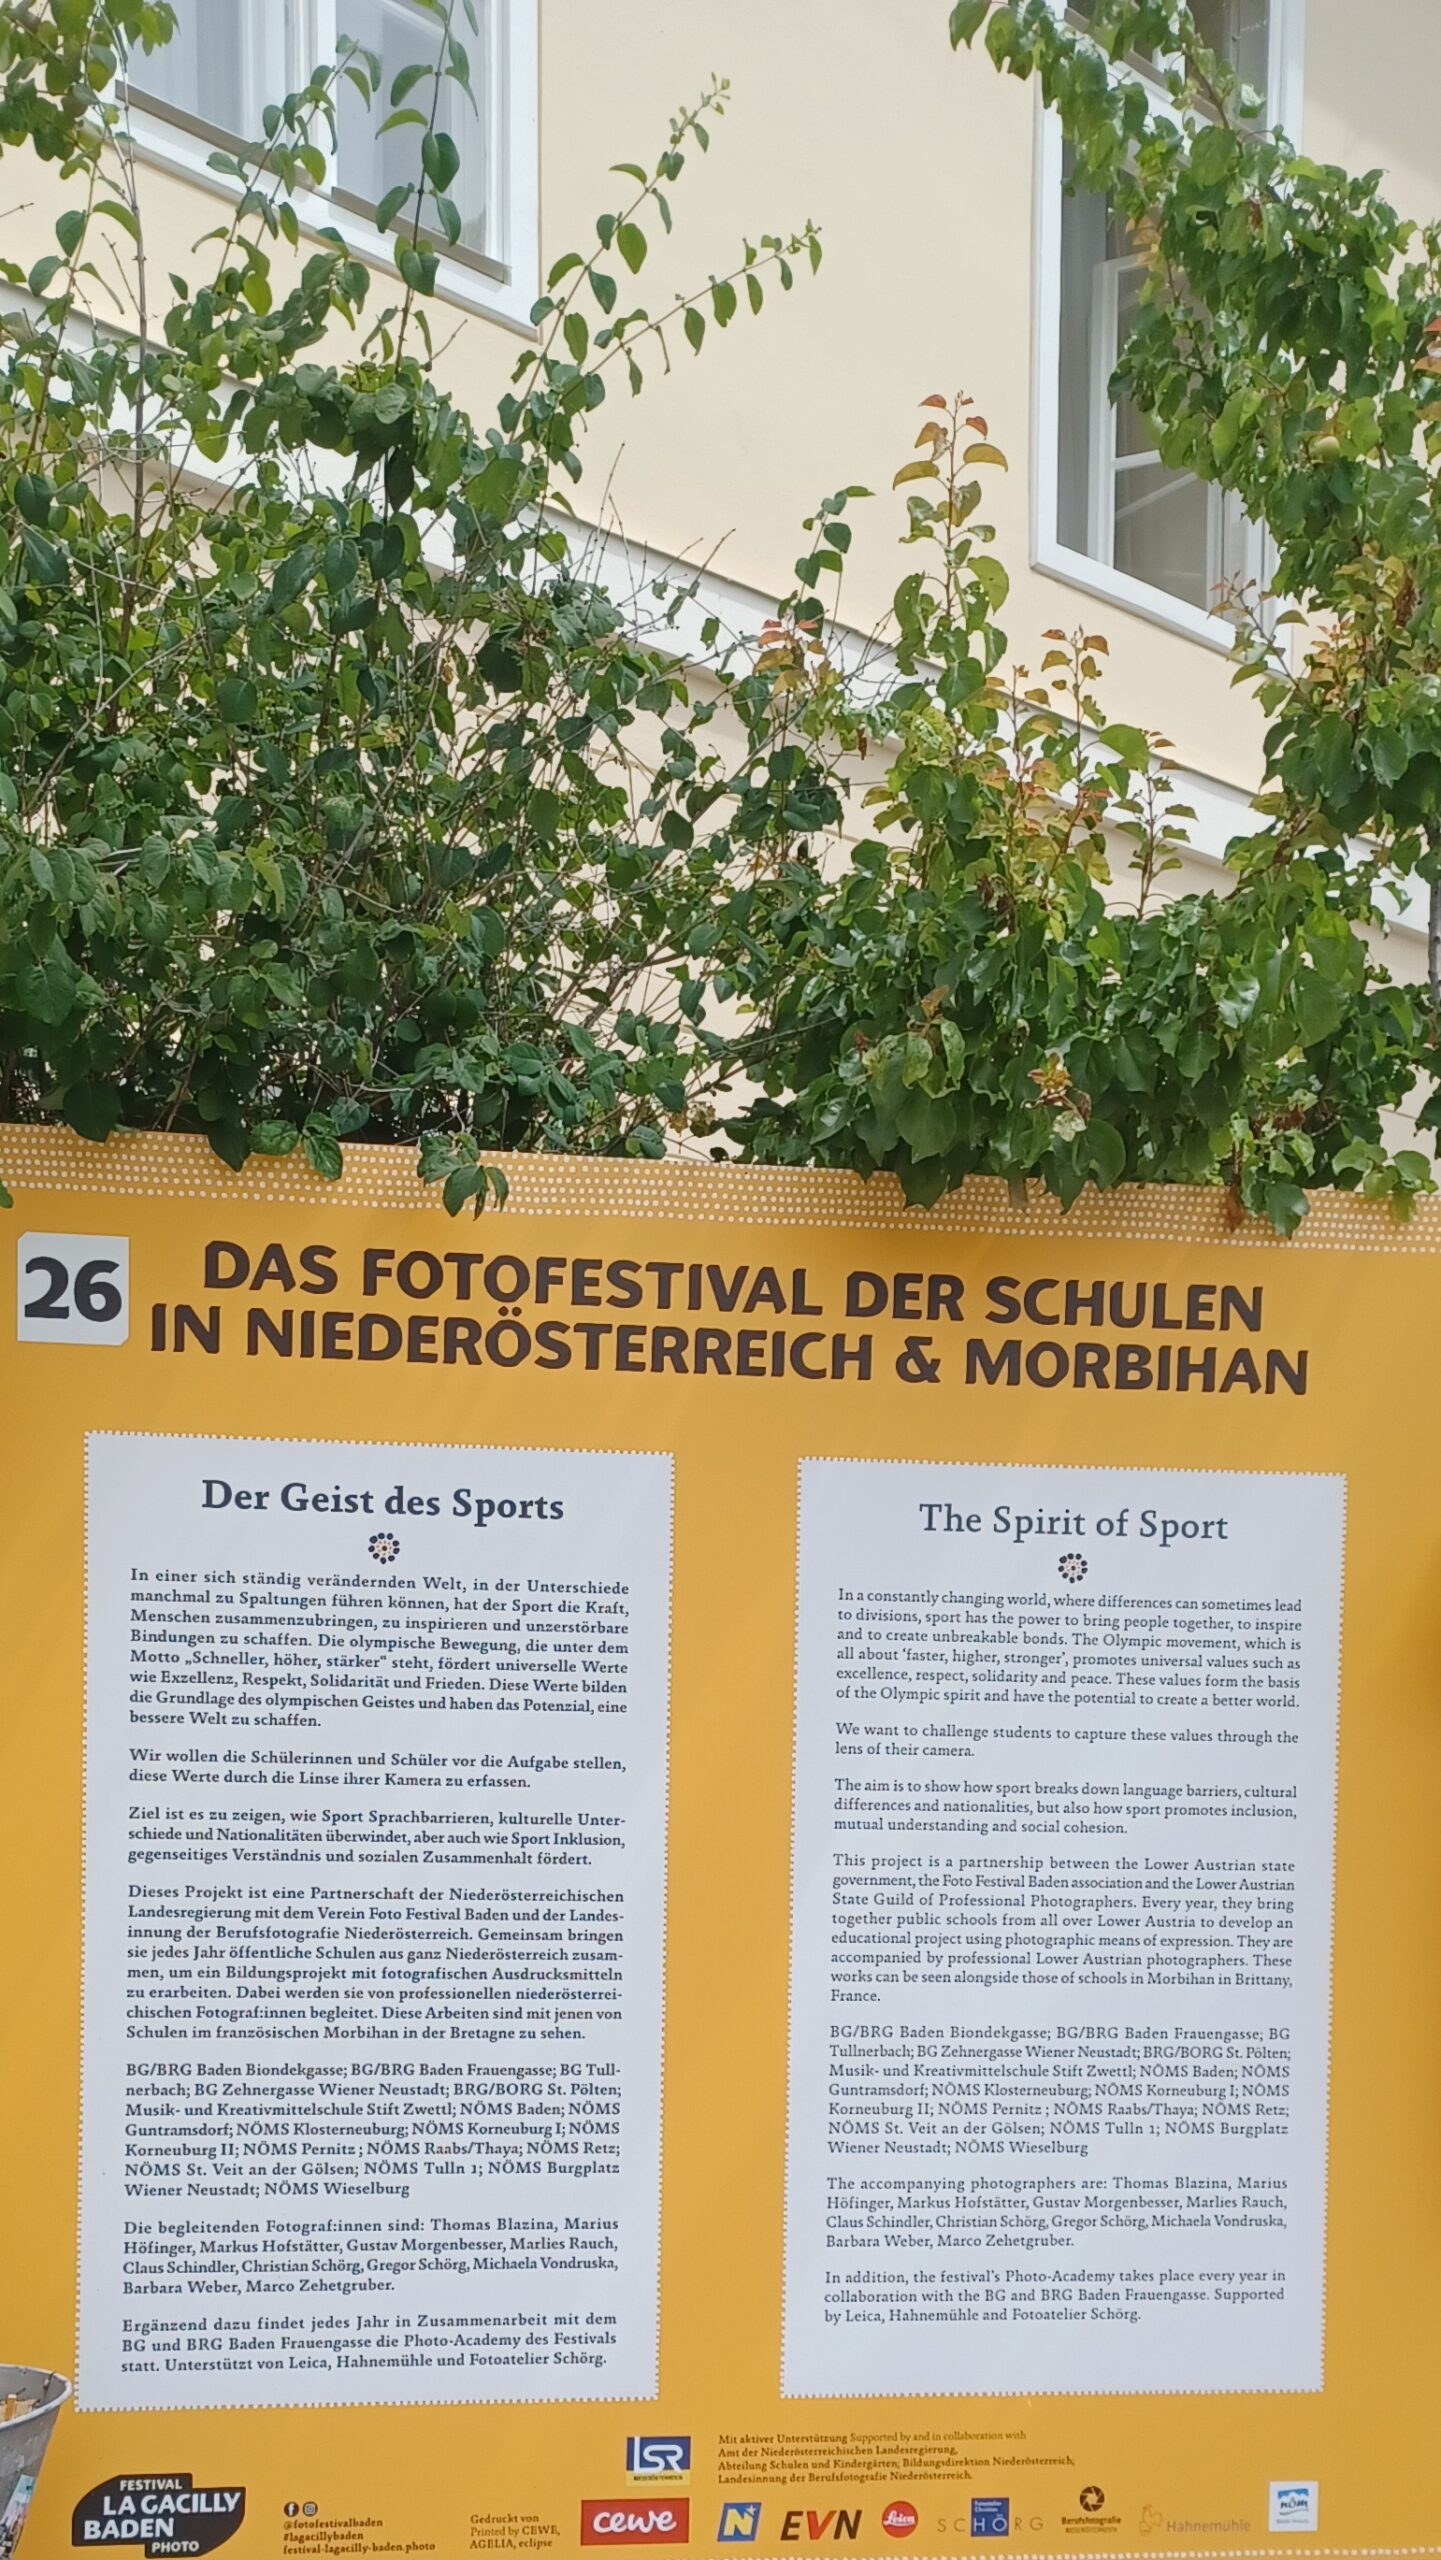 26
DAS FOTOFESTIVAL DER SCHULEN
IN NIEDERÖSTERREICH & MORBIHAN
Der Geist des Sports
In einer sich ständig verändernden Welt, in der Unterschiede
manchmal zu Spaltungen führen können, hat der Sport die Kraft,
Menschen zusammenzubringen, zu inspirieren und unzerstörbare
Bindungen zu schaffen. Die olympische Bewegung, die unter dem
Motto „Schneller, höher, stärker“ steht, fördert universelle Werte
wie Exzellenz, Respekt, Solidarität und Frieden. Diese Werte bilden
die Grundlage des olympischen Geistes und haben das Potenzial, eine
bessere Welt zu schaffen.
Wir wollen die Schülerinnen und Schüler vor die Aufgabe stellen,
diese Werte durch die Linse ihrer Kamera zu erfassen.
Ziel ist es zu zeigen, wie Sport Sprachbarrieren, kulturelle Unter-
schiede und Nationalitäten überwindet, aber auch wie Sport Inklusion,
gegenseitiges Verständnis und sozialen Zusammenhalt fördert.
Dieses Projekt ist eine Partnerschaft der Niederösterreichischen
Landesregierung mit dem Verein Foto Festival Baden und der Landes-
innung der Berufsfotografie Niederösterreich. Gemeinsam bringen
sie jedes Jahr öffentliche Schulen aus ganz Niederösterreich zusam-
men, um ein Bildungsprojekt mit fotografischen Ausdrucksmitteln
zu erarbeiten. Dabei werden sie von professionellen niederösterrei-
chischen Fotograf:innen begleitet. Diese Arbeiten sind mit jenen von
Schulen im französischen Morbihan in der Bretagne zu sehen.
BG/BRG Baden Biondekgasse; BG/BRG Baden Frauengasse; BG Tull-
nerbach; BG Zehnergasse Wiener Neustadt; BRG/BORG St. Pölten;
Musik- und Kreativmittelschule Stift Zwettl; NÖMS Baden; NÖMS
Guntramsdorf; NÖMS Klosterneuburg; NÖMS Korneuburg I; NÖMS
Korneuburg II; NÖMS Pernitz ; NÖMS Raabs/Thaya; NÖMS Retz;
NÖMS St. Veit an der Gölsen; NÖMS Tulln 1; NÖMS Burgplatz
Wiener Neustadt; NÖMS Wieselburg
Die begleitenden Fotograf:innen sind: Thomas Blazina, Marius
Höfinger, Markus Hofstätter, Gustav Morgenbesser, Marlies Rauch,
Claus Schindler, Christian Schörg, Gregor Schörg, Michaela Vondruska,
Barbara Weber, Marco Zehetgruber.
Ergänzend dazu findet jedes Jahr in Zusammenarbeit mit dem
BG und BRG Baden Frauengasse die Photo-Academy des Festivals
statt. Unterstützt von Leica, Hahnemühle und Fotoatelier Schörg.
The Spirit of Sport
In a constantly changing world, where differences can sometimes lead
to divisions, sport has the power to bring people together, to inspire
and to create unbreakable bonds. The Olympic movement, which is
all about ‘faster, higher, stronger’, promotes universal values such as
excellence, respect, solidarity and peace. These values form the basis
of the Olympic spirit and have the potential to create a better world.
We want to challenge students to capture these values through the
lens of their camera.
The aim is to show how sport breaks down language barriers, cultural
differences and nationalities, but also how sport promotes inclusion,
mutual understanding and social cohesion.
This project is a partnership between the Lower Austrian state
government, the Foto Festival Baden association and the Lower Austrian
State Guild of Professional Photographers. Every year, they bring
together public schools from all over Lower Austria to develop an
educational project using photographic means of expression. They are
accompanied by professional Lower Austrian photographers. These
works can be seen alongside those of schools in Morbihan in Brittany,
France.
BG/BRG Baden Biondekgasse; BG/BRG Baden Frauengasse; BG
Tullnerbach; BG Zehnergasse Wiener Neustadt; BRG/BORG St. Pölten;
Musik- und Kreativmittelschule Stift Zwettl; NÖMS Baden; NÖMS
Guntramsdorf; NÖMS Klosterneuburg; NÖMS Korneuburg I; NÖMS
Korneuburg II; NÖMS Pernitz ; NÖMS Raabs/Thaya; NÖMS Retz;
NÖMS St. Veit an der Gölsen; NÖMS Tulln 1; NÖMS Burgplatz
Wiener Neustadt; NÖMS Wieselburg
The accompanying photographers are: Thomas Blazina, Marius
Höfinger, Markus Hofstätter, Gustav Morgenbesser, Marlies Rauch,
Claus Schindler, Christian Schörg, Gregor Schörg, Michaela Vondruska,
Barbara Weber, Marco Zehetgruber.
In addition, the festival's Photo-Academy takes place every year in
collaboration with the BG and BRG Baden Frauengasse. Supported
by Leica, Hahnemühle and Fotoatelier Schörg.
LSR
NIEDERÖSTERREICH
Mit aktiver Unterstützung Supported by and in collaboration with
Amt der Niederösterreichischen Landesregierung,
Abteilung Schulen und Kindergärten; Bildungsdirektion Niederösterreich;
Landesinnung der Berufsfotografie Niederösterreich.
FESTIVAL
LA GACILLY
BADEN
PHOTO
@fotofestivalbaden
#lagacillybaden
festival-lagacilly-baden.photo
Gedruckt von
Printed by CEWE,
AGELIA, eclipse
cewe
N
EVN
Leica
Fotoatelier
Christian
SCHÖRG
Berufsfotografie
NIEDERÖSTERREICH
Hahnemühle
nöm